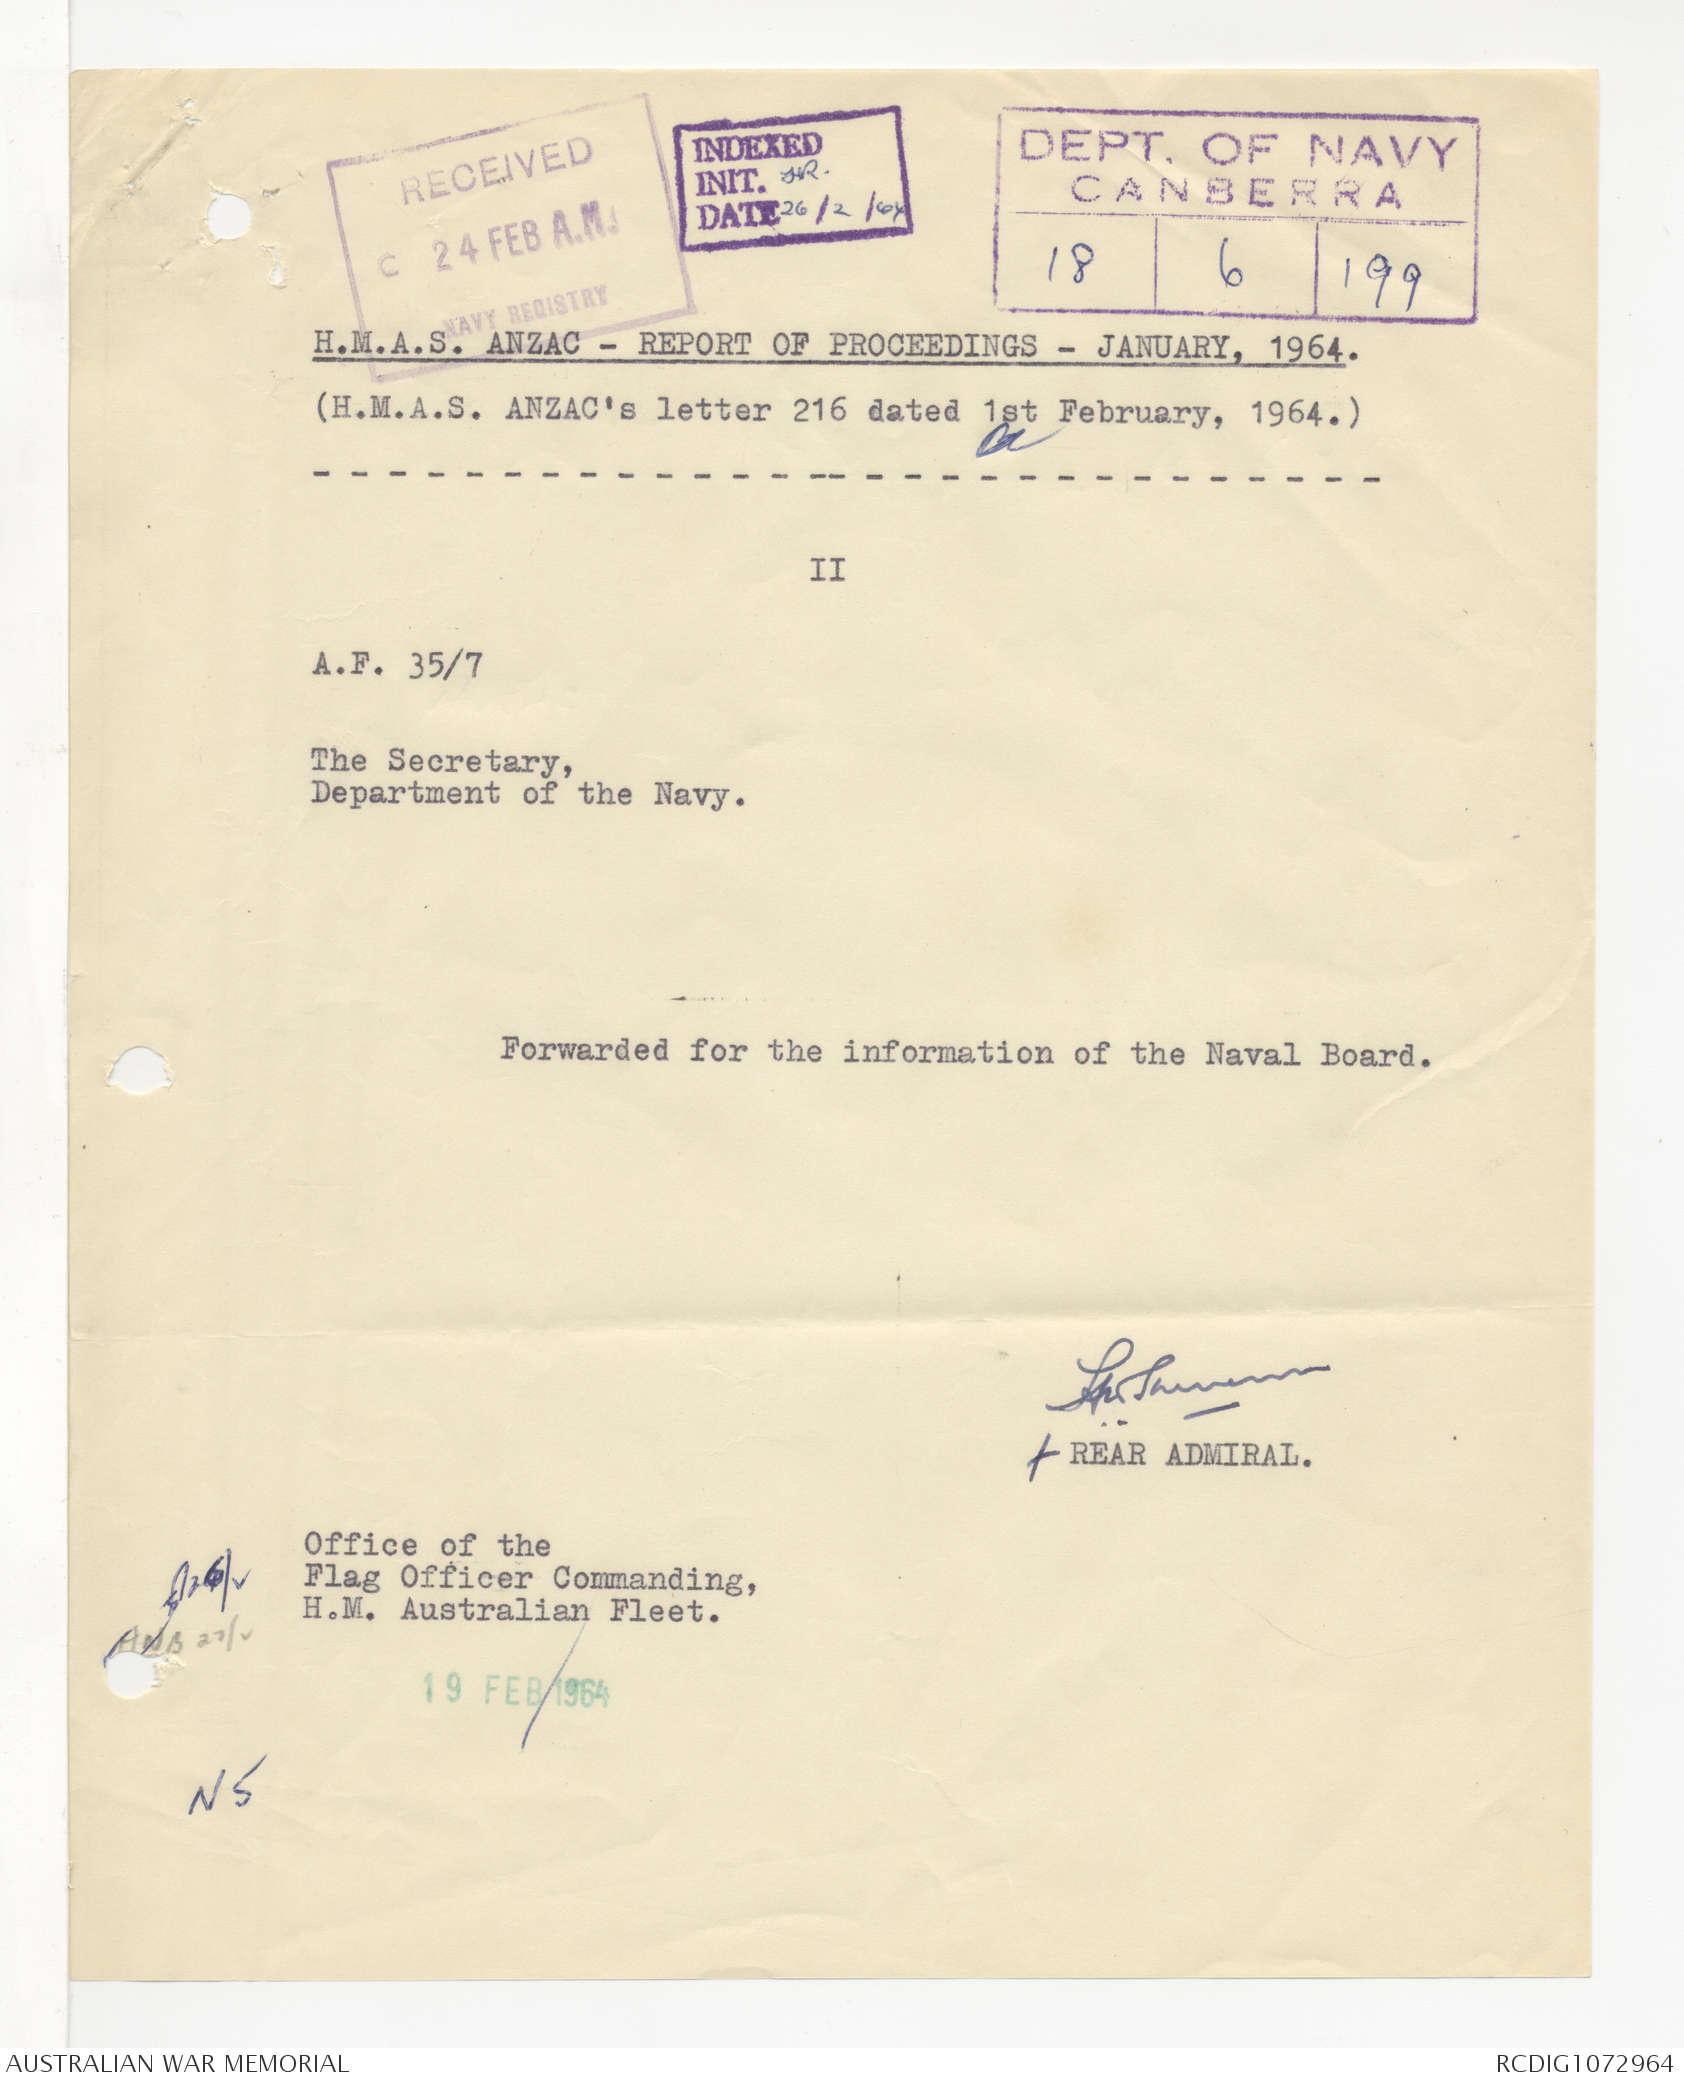 RECEIVED
C 24 FEB A.M.
NAVY REGISTRY
INDEXED
INIT.
DATE 26/2/64
DEPT. OF NAVY
CANBERRA
18 6 199
H.M.A.S. ANZAC - REPORT OF PROCEEDINGS - JANUARY, 1964.
(H.M.A.S. ANZAC's letter 216 dated 1st February, 1964.)
II
A.F. 35/7
The Secretary,
Department of the Navy.
Forwarded for the information of the Naval Board.
REAR ADMIRAL.
Office of the
Flag Officer Commanding,
H.M. Australian Fleet.
19 FEB 1964
N5
AUSTRALIAN WAR MEMORIAL
RCDIG1072964